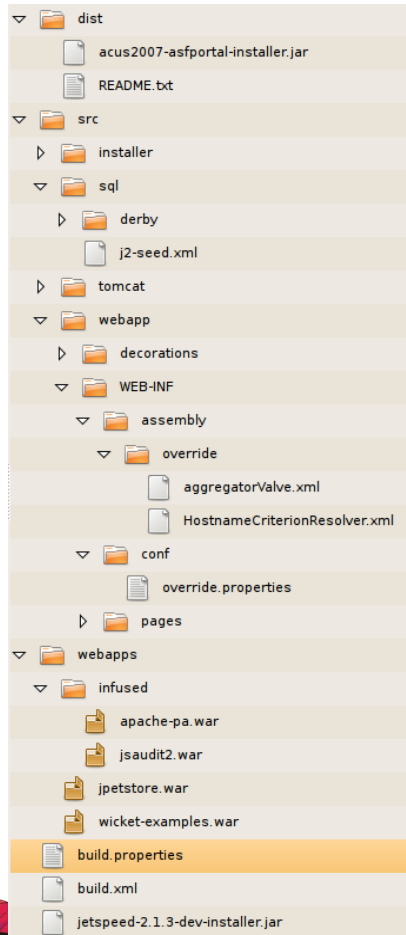 dist
acus2007-asfportal-installer.jar
README.txt
src
installer
sql
derby
j2-seed.xml
tomcat
webapp
decorations
WEB-INF
assembly
override
aggregatorValve.xml
HostnameCriterionResolver.xml
conf
override.properties
pages
webapps
infused
apache-pa.war
jsaudit2.war
jpetstore.war
wicket-examples.war
build.properties
build.xml
jetspeed-2.1.3-dev-installer.jar